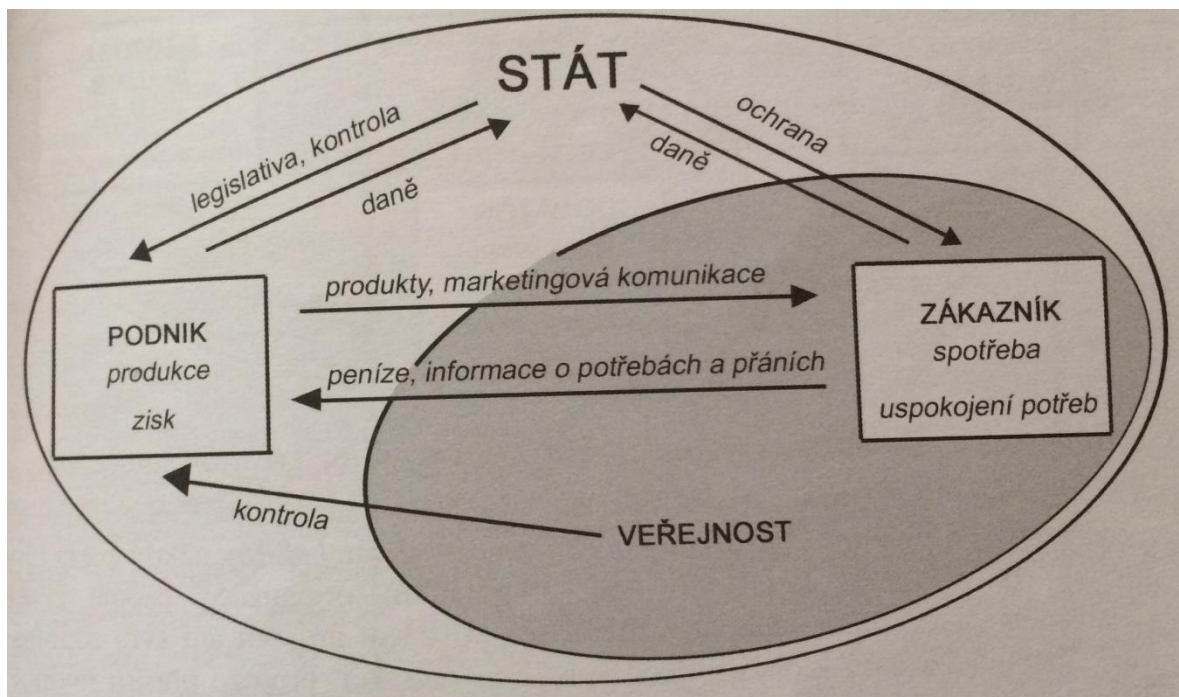 STÁT
legislativa, kontrola
daně
daně
ochrana
produkty, marketingová komunikace
PODNIK
produkce
zisk
ZÁKAZNÍK
spotřeba
uspokojení potřeb
peníze, informace o potřebách a přáních
kontrola
VEŘEJNOST